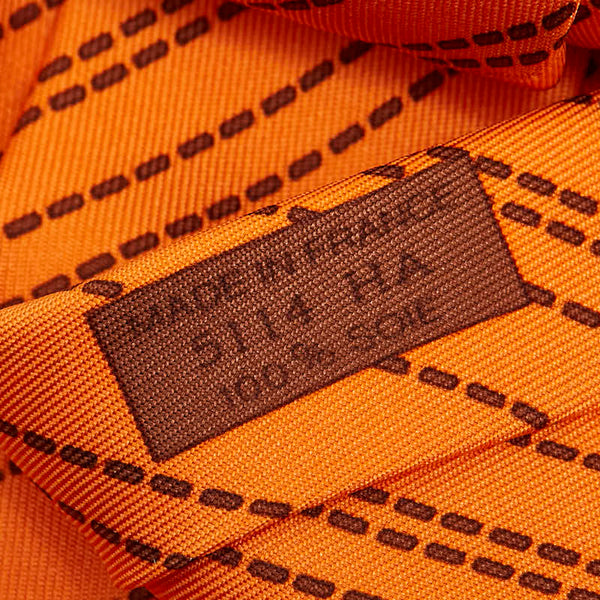 MADE IN FRANCE
5114 HA
100% SOIE